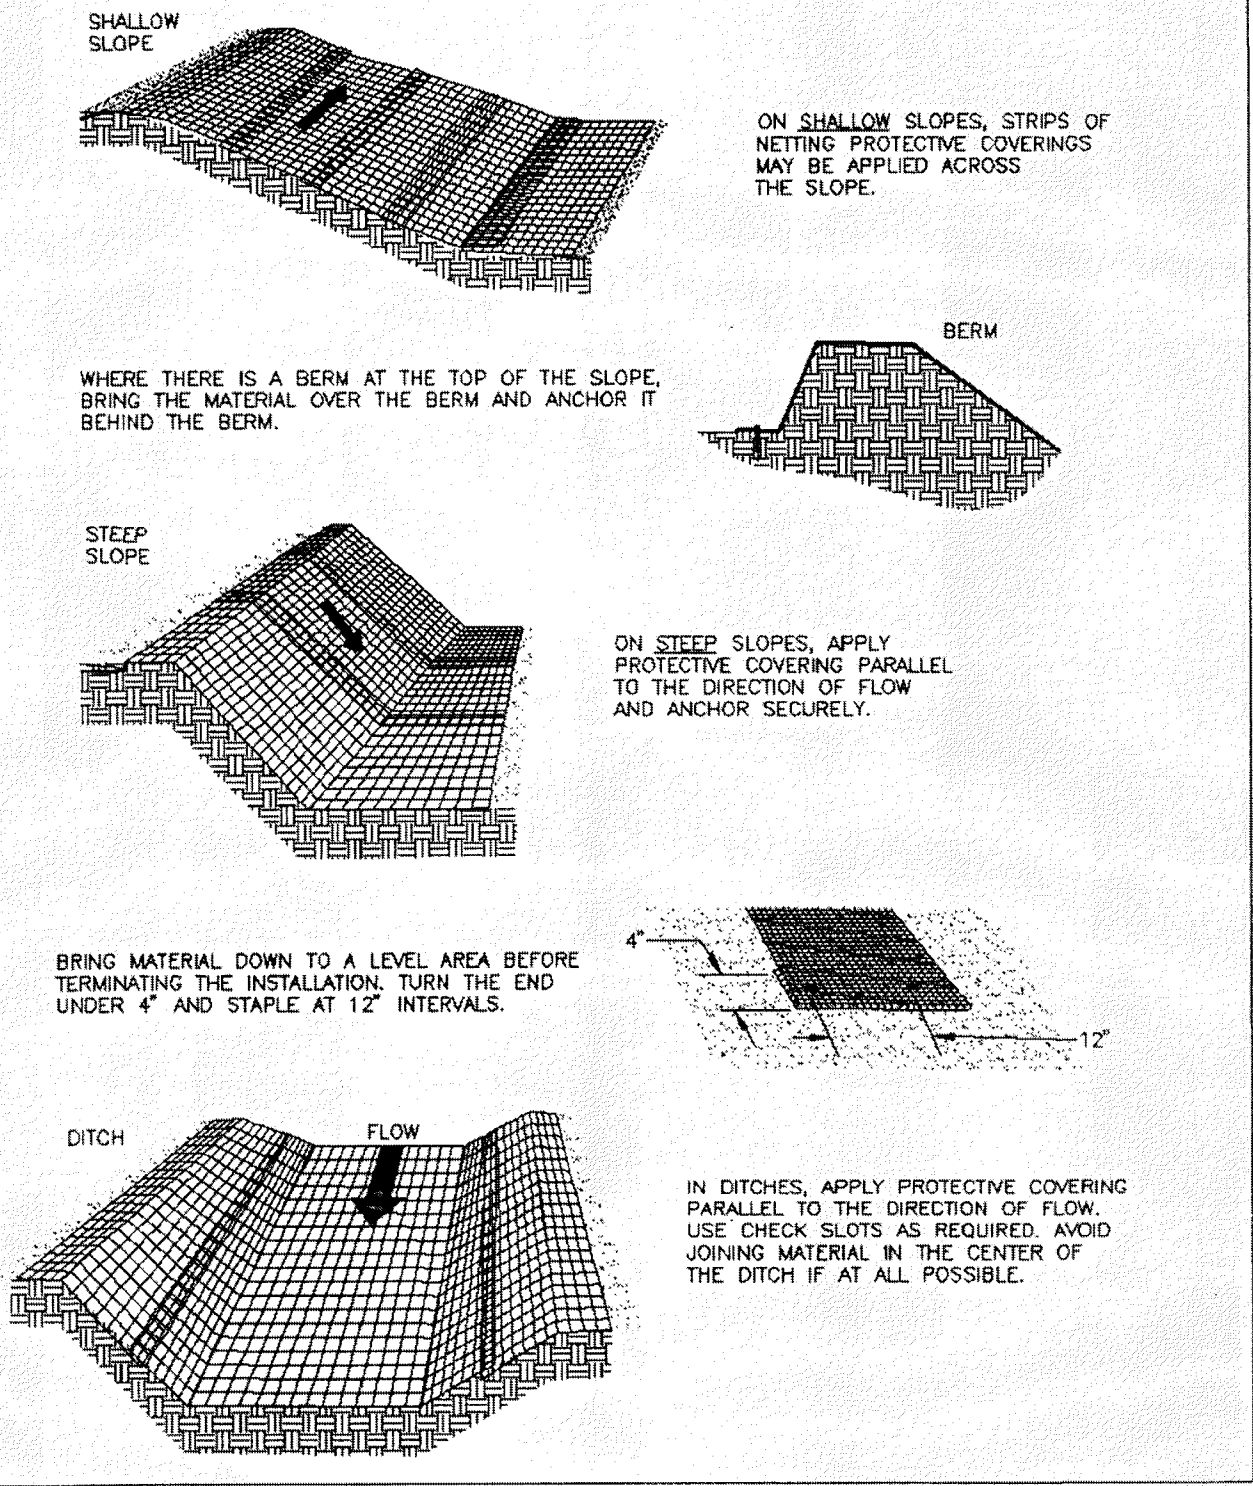 SHALLOW
SLOPE
ON SHALLOW SLOPES, STRIPS OF
NETTING PROTECTIVE COVERINGS
MAY BE APPLIED ACROSS
THE SLOPE.
BERM
WHERE THERE IS A BERM AT THE TOP OF THE SLOPE,
BRING THE MATERIAL OVER THE BERM AND ANCHOR IT
BEHIND THE BERM.
STEEP
SLOPE
ON STEEP SLOPES, APPLY
PROTECTIVE COVERING PARALLEL
TO THE DIRECTION OF FLOW
AND ANCHOR SECURELY.
BRING MATERIAL DOWN TO A LEVEL AREA BEFORE
TERMINATING THE INSTALLATION. TURN THE END
UNDER 4" AND STAPLE AT 12" INTERVALS.
4"
12"
DITCH
FLOW
IN DITCHES, APPLY PROTECTIVE COVERING
PARALLEL TO THE DIRECTION OF FLOW.
USE CHECK SLOTS AS REQUIRED. AVOID
JOINING MATERIAL IN THE CENTER OF
THE DITCH IF AT ALL POSSIBLE.